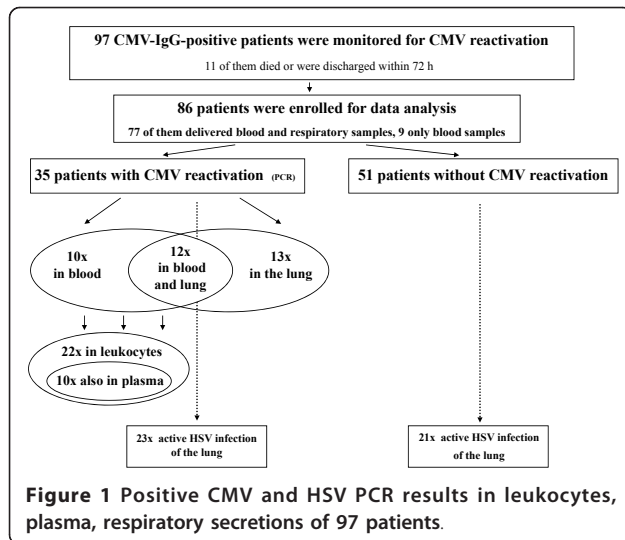 97 CMV-IgG-positive patients were monitored for CMV reactivation
11 of them died or were discharged within 72 h
86 patients were enrolled for data analysis
77 of them delivered blood and respiratory samples, 9 only blood samples
35 patients with CMV reactivation (PCR)
51 patients without CMV reactivation
10x
in blood
12x
in blood
and lung
13x
in the lung
22x in leukocytes
10x also in plasma
23x active HSV infection
of the lung
21x active HSV infection
of the lung
Figure 1 Positive CMV and HSV PCR results in leukocytes,
plasma, respiratory secretions of 97 patients.